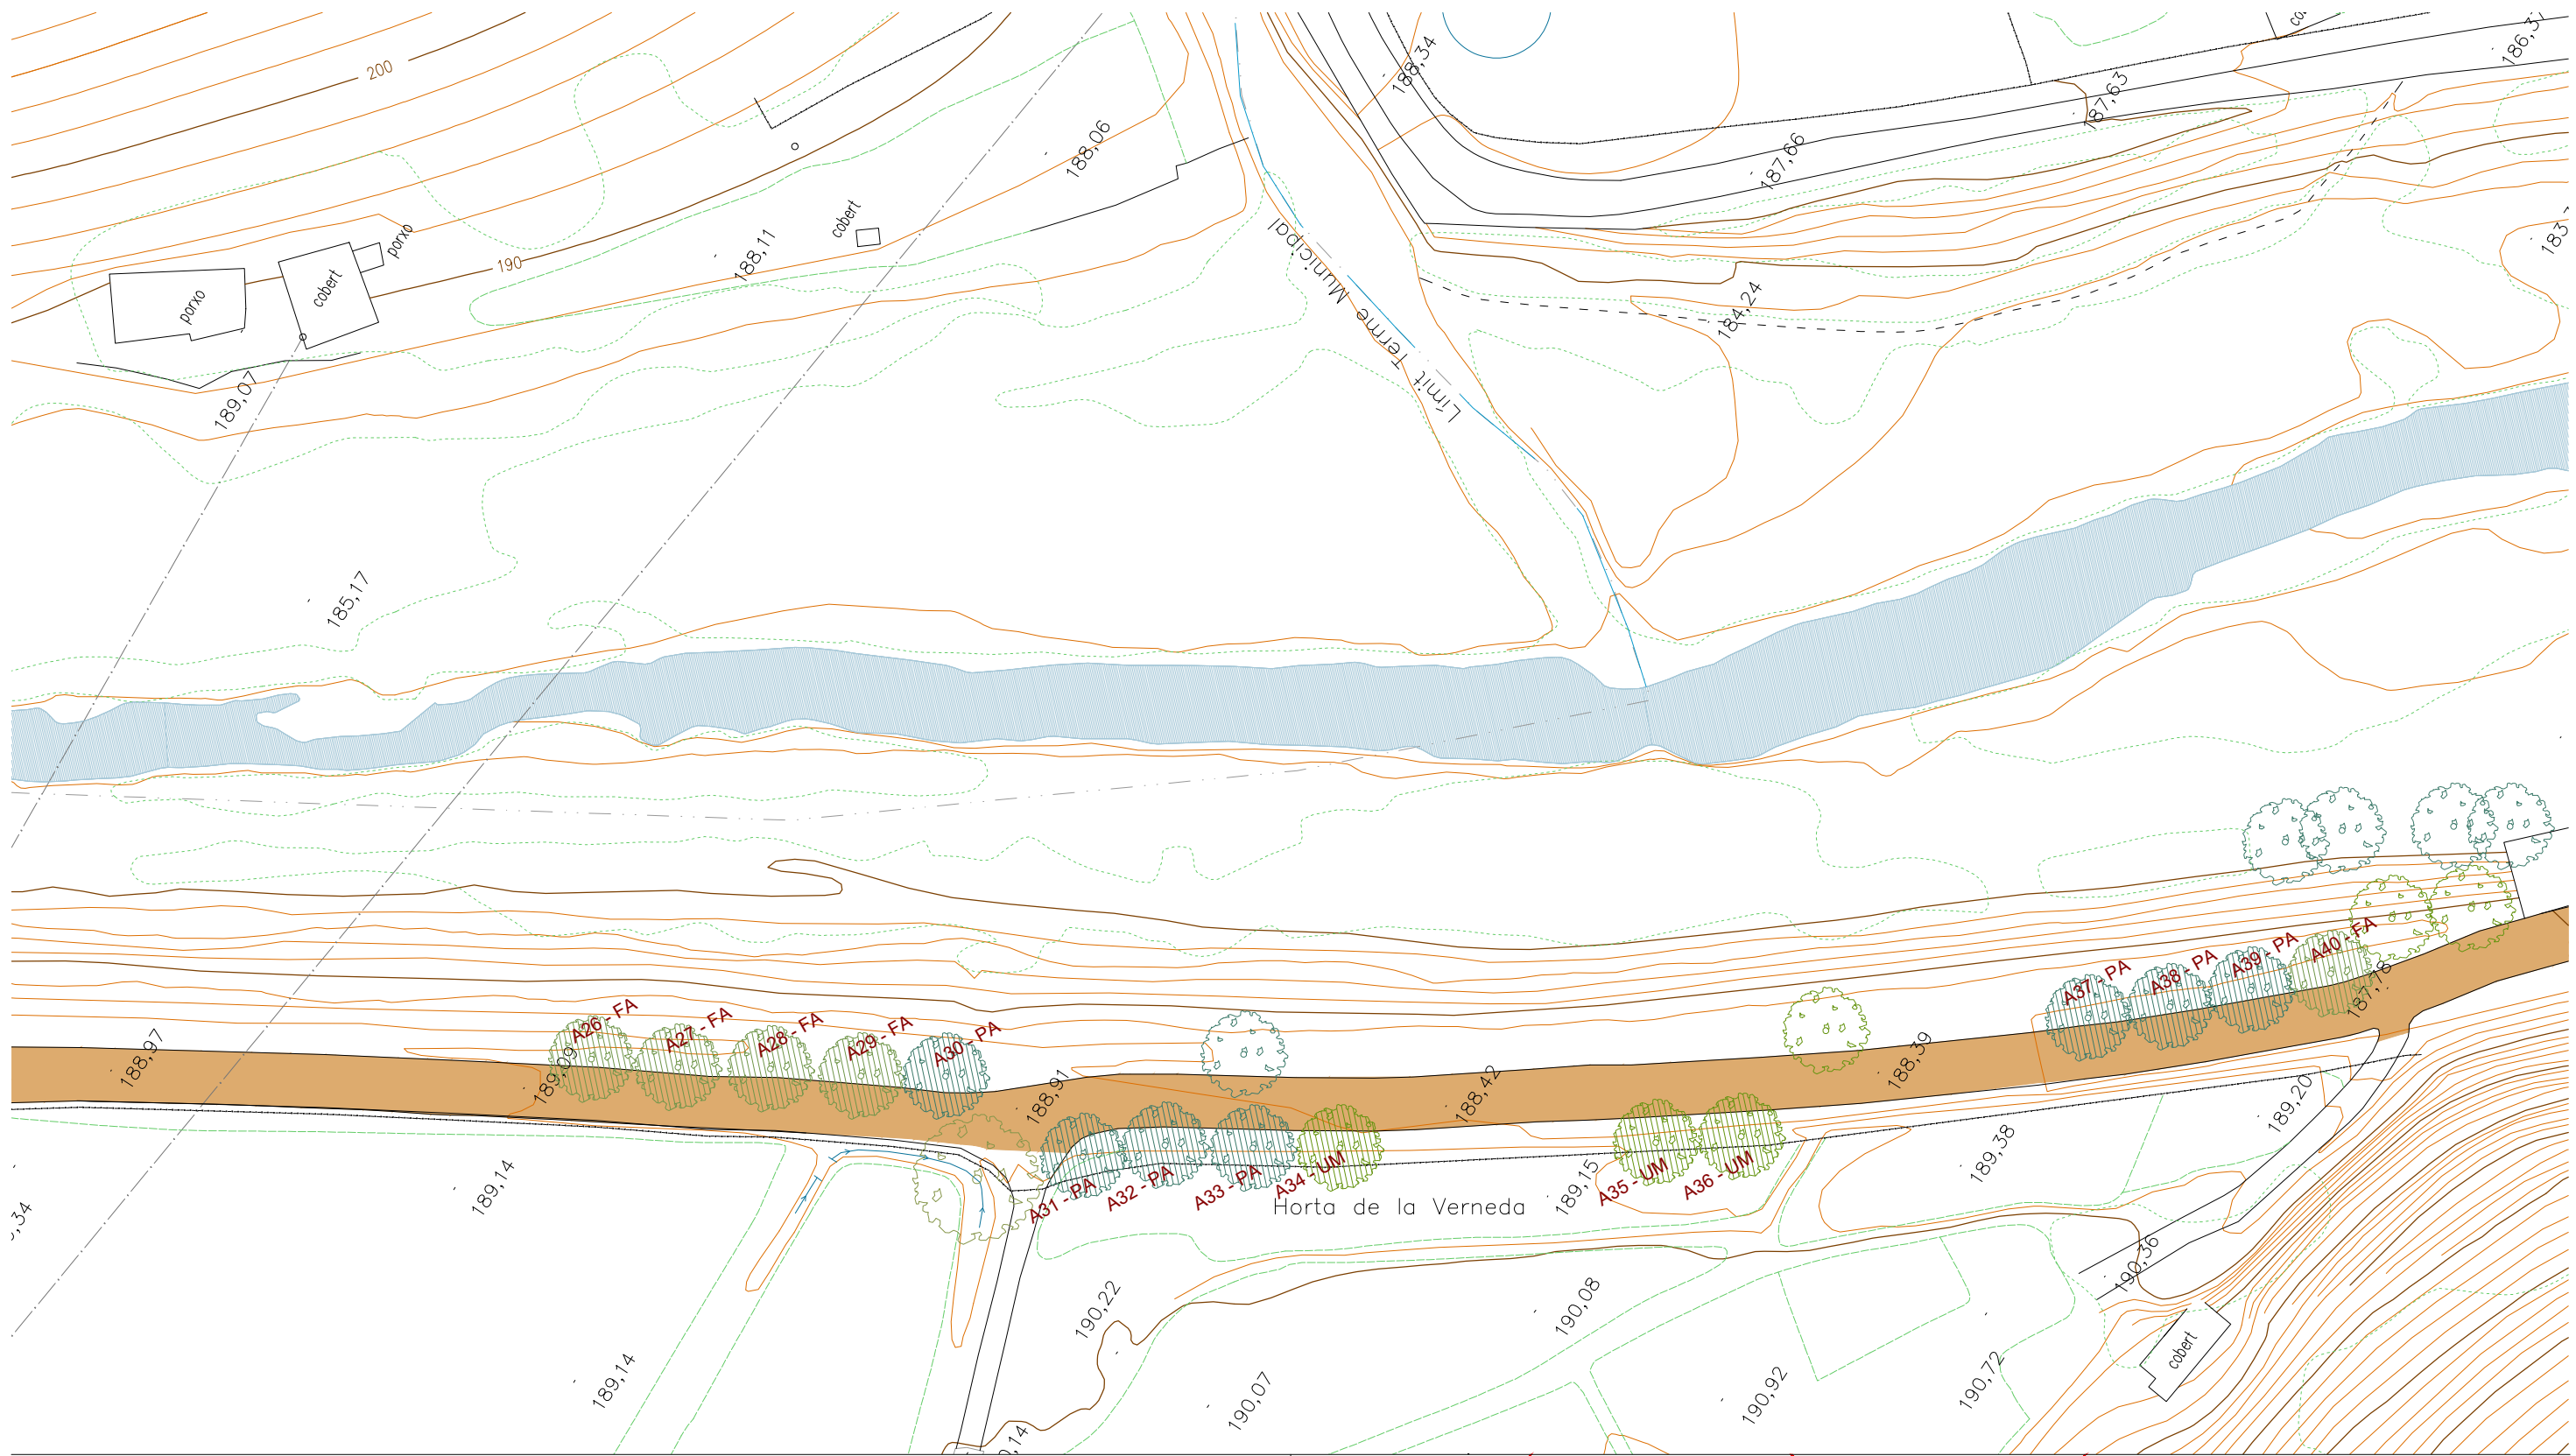 200
188,34
187,63
187,66
188,06
porxo
cobert
188,11
190
cobert
porxo
184,24
Límit Terme Municipal
189,07
185,17
A26 - FA
A27 - FA
A28 - FA
A29 - FA
A30 - PA
A37 - PA
A38 - PA
A39 - PA
A40 - FA
187,78
188,97
189,09
188,91
188,42
188,39
189,20
A31 - PA
A32 - PA
A33 - PA
A34 - UM
A35 - UM
A36 - UM
189,15
189,38
189,14
Horta de la Verneda
190,36
190,22
190,08
cobert
189,14
190,07
190,92
190,72